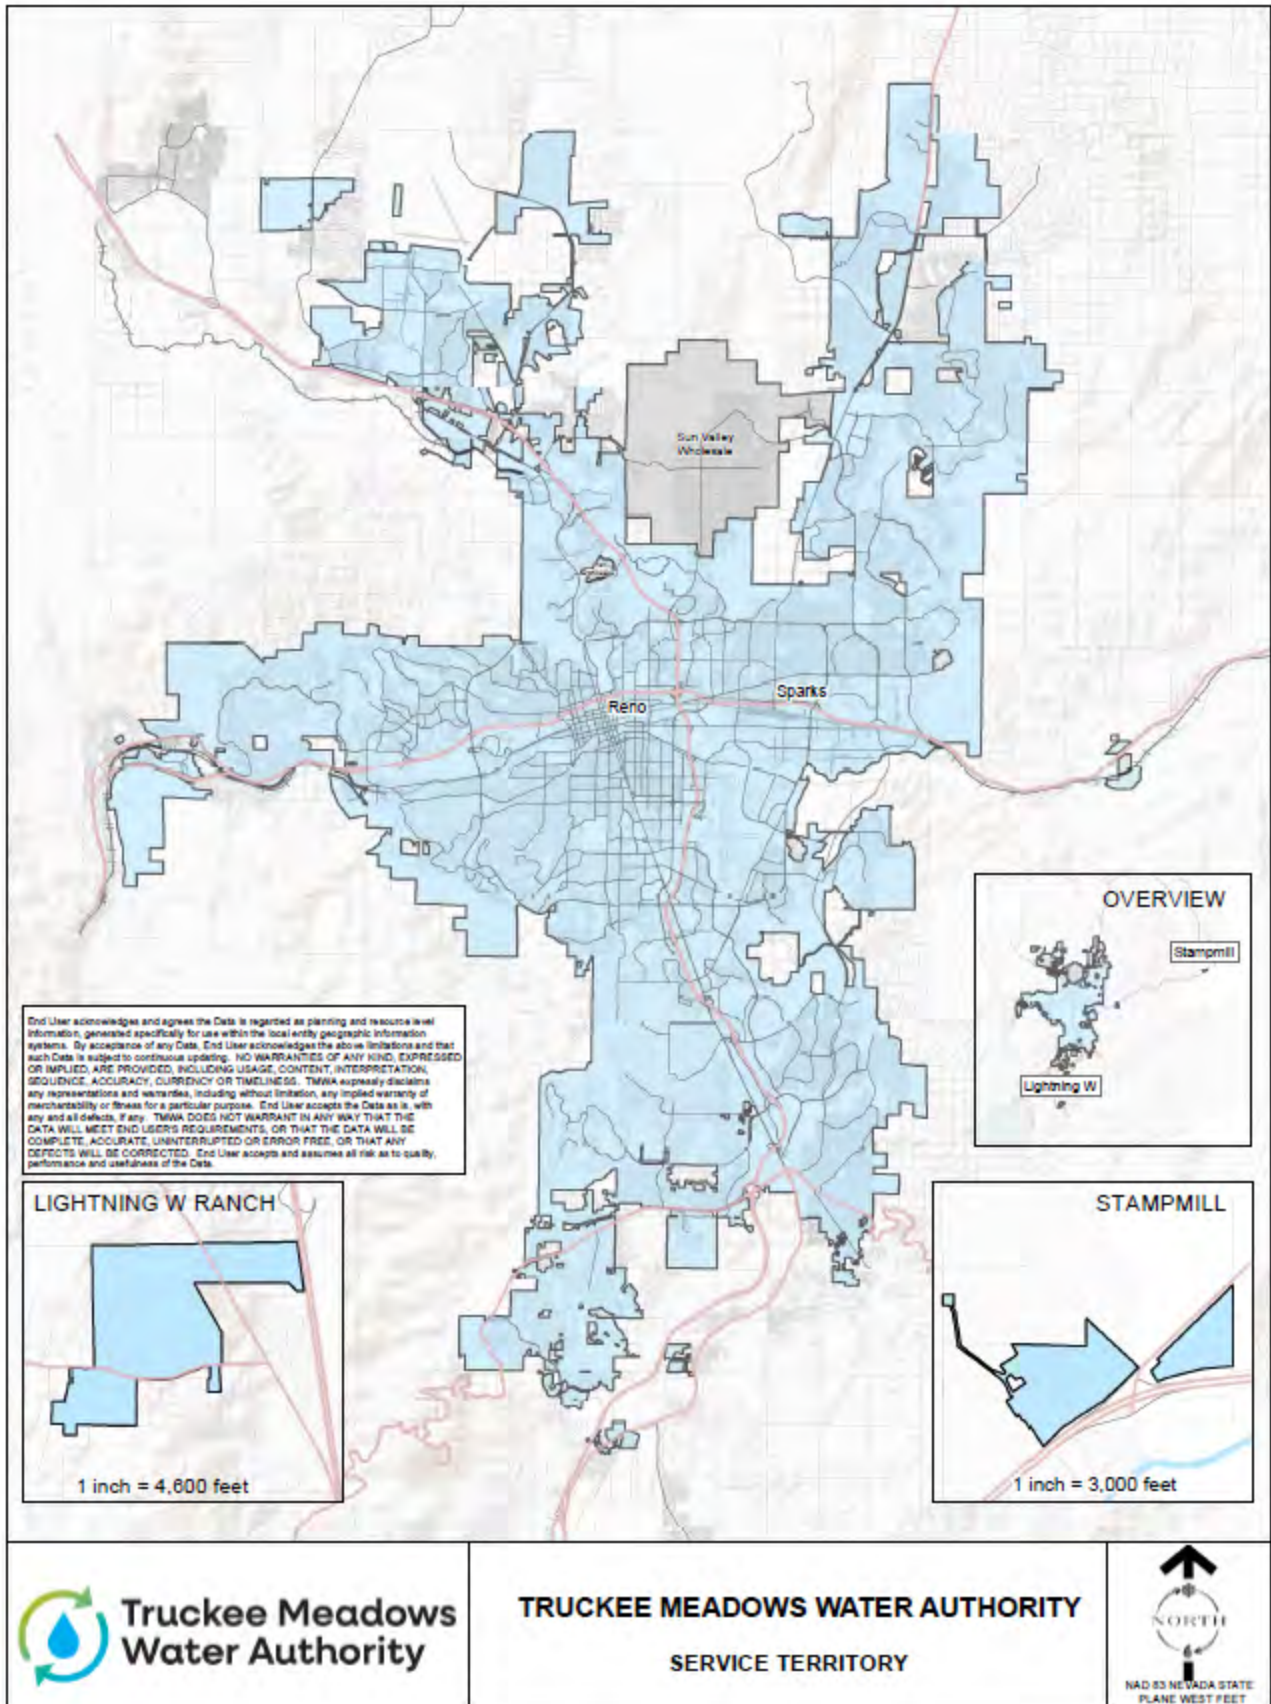 Sun Valley
Wholesale
Reno
Sparks
OVERVIEW
Stampmill
Lightning W
End User acknowledges and agrees the Data is regarded as planning and resource level
information, generated specifically for use within the local entity geographic information
systems. By acceptance of any Data, End User acknowledges the above limitations and that
such Data is subject to continuous updating. NO WARRANTIES OF ANY KIND, EXPRESSED
OR IMPLIED, ARE PROVIDED, INCLUDING USAGE, CONTENT, INTERPRETATION,
SEQUENCE, ACCURACY, CURRENCY OR TIMELINESS. TMWA expressly disclaims
any representations and warranties, including without limitation, any implied warranty of
merchantability or fitness for a particular purpose. End User accepts the Data as is, with
any and all defects, if any. TMWA DOES NOT WARRANT IN ANY WAY THAT THE
DATA WILL MEET END USER'S REQUIREMENTS, OR THAT THE DATA WILL BE
COMPLETE, ACCURATE, UNINTERRUPTED OR ERROR FREE, OR THAT ANY
DEFECTS WILL BE CORRECTED. End User accepts and assumes all risk as to quality,
performance and usefulness of the Data.
LIGHTNING W RANCH
1 inch = 4,600 feet
STAMPMILL
1 inch = 3,000 feet
Truckee Meadows
Water Authority
TRUCKEE MEADOWS WATER AUTHORITY
SERVICE TERRITORY
NORTH
NAD 83 NEVADA STATE
PLANE WEST FEET